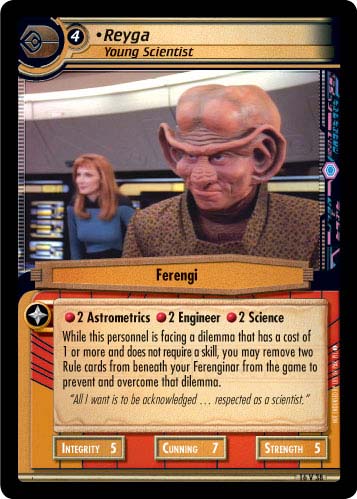 4
•Reyga
Young Scientist
Ferengi
2 Astrometrics 2 Engineer 2 Science
While this personnel is facing a dilemma that has a cost of
1 or more and does not require a skill, you may remove two
Rule cards from beneath your Ferenginar from the game to
prevent and overcome that dilemma.
"All I want is to be acknowledged … respected as a scientist."
INTEGRITY 5 CUNNING 7 STRENGTH 5
16 V 38